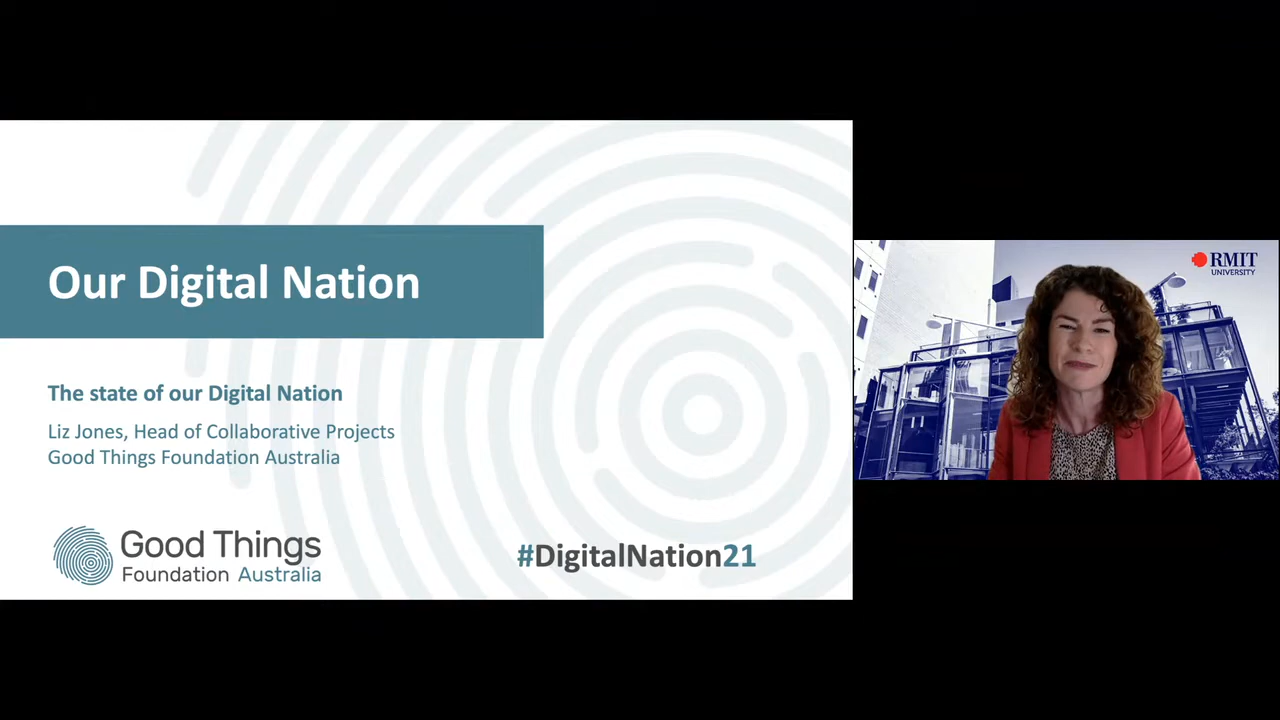 Our Digital Nation
The state of our Digital Nation
Liz Jones, Head of Collaborative Projects
Good Things Foundation Australia
Good Things
Foundation Australia
#DigitalNation21
RMIT
UNIVERSITY